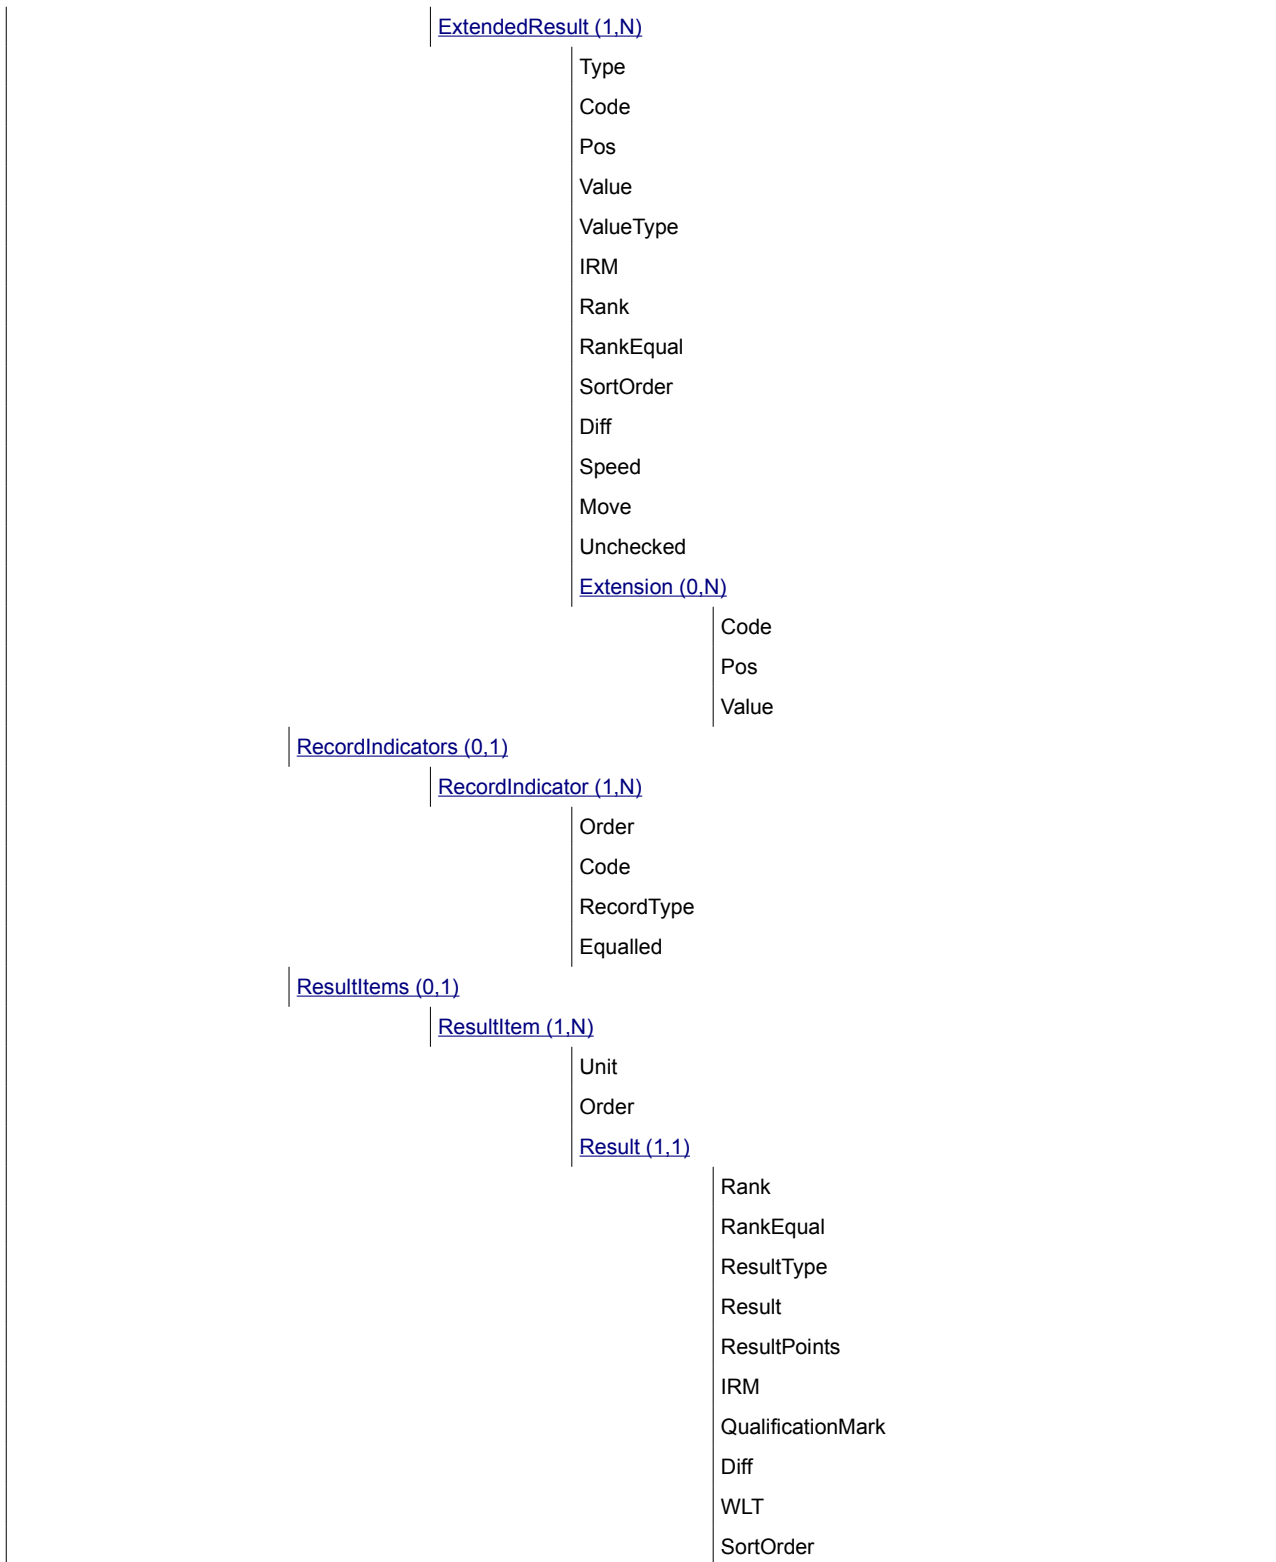 ExtendedResult (1,N)
Type
Code
Pos
Value
ValueType
IRM
Rank
RankEqual
SortOrder
Diff
Speed
Move
Unchecked
Extension (0,N)
Code
Pos
Value
RecordIndicators (0,1)
RecordIndicator (1,N)
Order
Code
RecordType
Equalled
ResultItems (0,1)
ResultItem (1,N)
Unit
Order
Result (1,1)
Rank
RankEqual
ResultType
Result
ResultPoints
IRM
QualificationMark
Diff
WLT
SortOrder